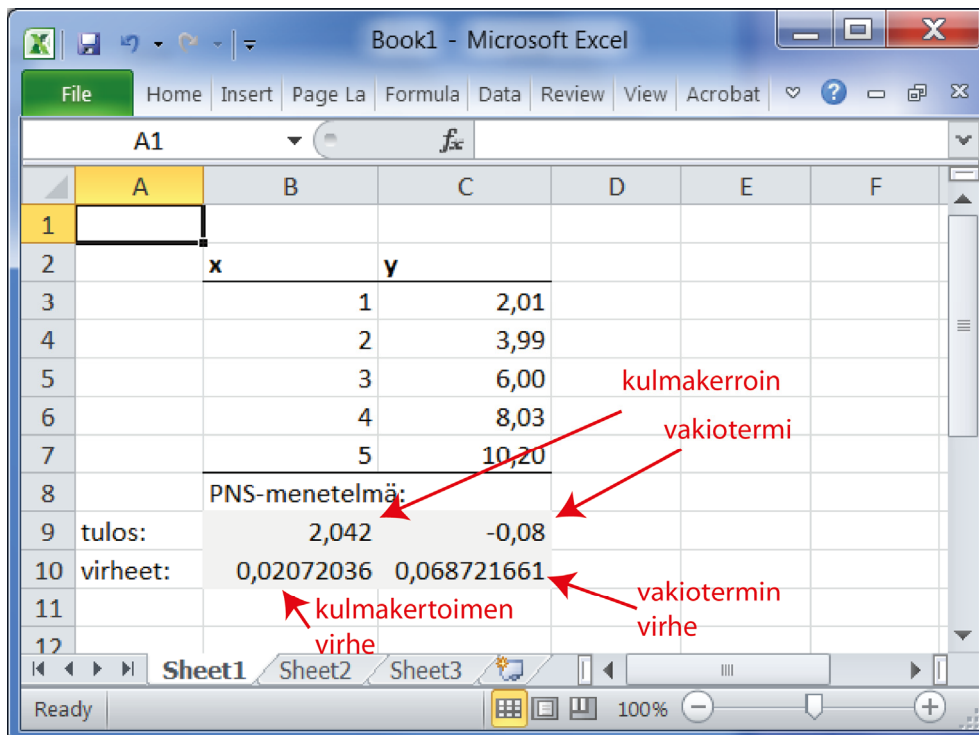 Book1 - Microsoft Excel
File Home Insert Page La Formula Data Review View Acrobat
A1 fx
A B C D E F
1
2 x y
3 1 2,01
4 2 3,99
5 3 6,00
kulmakerroin
6 4 8,03
vakiotermi
7 5 10,20
8 PNS-menetelmä:
9 tulos: 2,042 -0,08
10 virheet: 0,02072036 0,068721661
11
vakiotermin
virhe
kulmakertoimen
virhe
12
Sheet1 Sheet2 Sheet3
Ready 100%